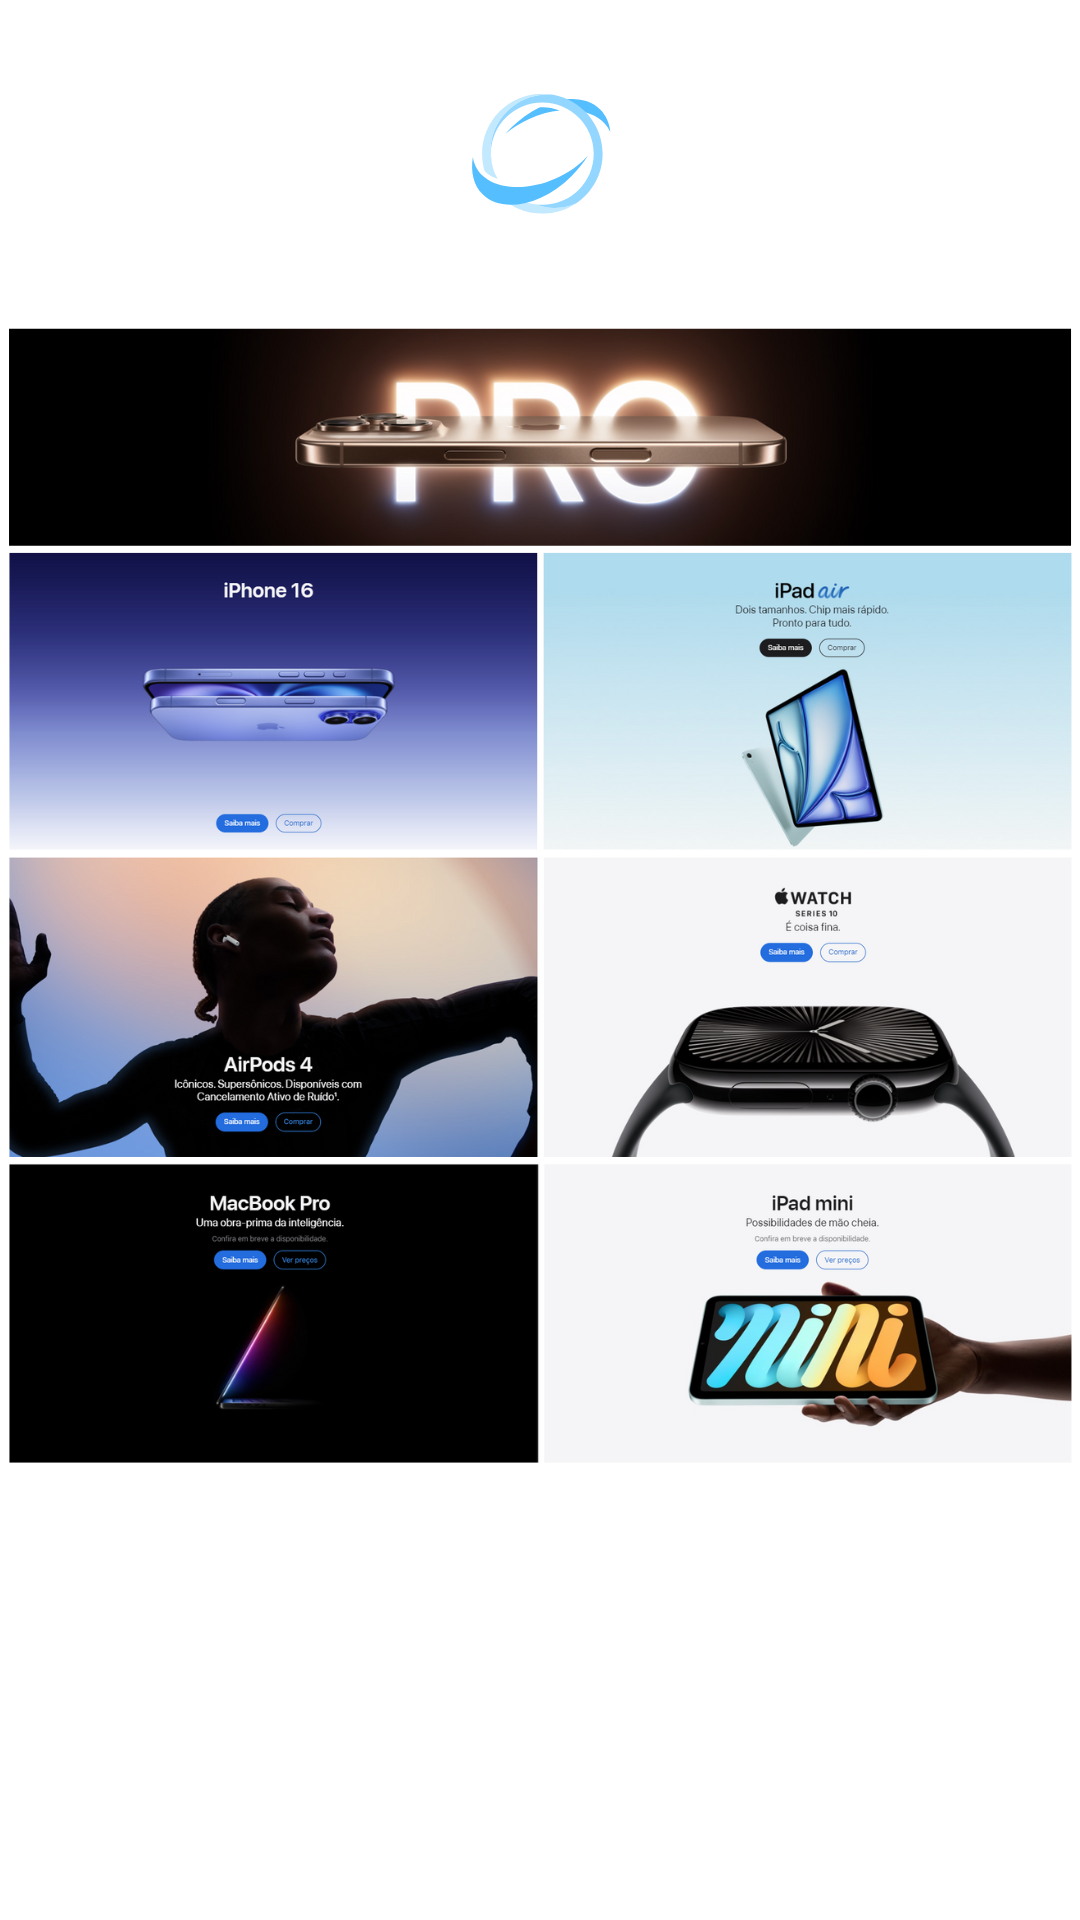 PRO
iPhone 16
Saiba mais
Comprar
iPad air
Dois tamanhos. Chip mais rápido.
Pronto para tudo.
Saiba mais
Comprar
AirPods 4
Icônicos. Supersônicos. Disponíveis com
Cancelamento Ativo de Ruído¹.
Saiba mais
Comprar
WATCH
SERIES 10
É coisa fina.
Saiba mais
Comprar
MacBook Pro
Uma obra-prima da inteligência.
Confira em breve a disponibilidade.
Saiba mais
Ver preços
iPad mini
Possibilidades de mão cheia.
Confira em breve a disponibilidade.
Saiba mais
Ver preços
mini